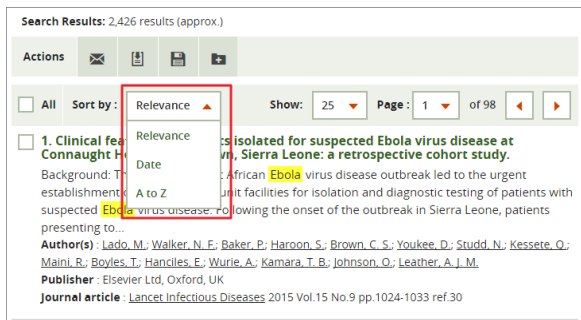 Search Results: 2,426 results (approx.)
Actions
All Sort by : Relevance Show: 25 Page : 1 of 98
Relevance
Date
A to Z
1. Clinical fea s isolated for suspected Ebola virus disease at
Connaught H n, Sierra Leone: a retrospective cohort study.
Background: T African Ebola virus disease outbreak led to the urgent
establishment nit facilities for isolation and diagnostic testing of patients with
suspected Ebola virus disease. Following the onset of the outbreak in Sierra Leone, patients
presenting to...
Author(s) : Lado, M.; Walker, N. F.; Baker, P.; Haroon, S.; Brown, C. S.; Youkee, D.; Studd, N.; Kessete, Q.;
Maini, R.; Boyles, T.; Hanciles, E.; Wurie, A.; Kamara, T. B.; Johnson, O.; Leather, A. J. M.
Publisher : Elsevier Ltd, Oxford, UK
Journal article : Lancet Infectious Diseases 2015 Vol.15 No.9 pp.1024-1033 ref.30